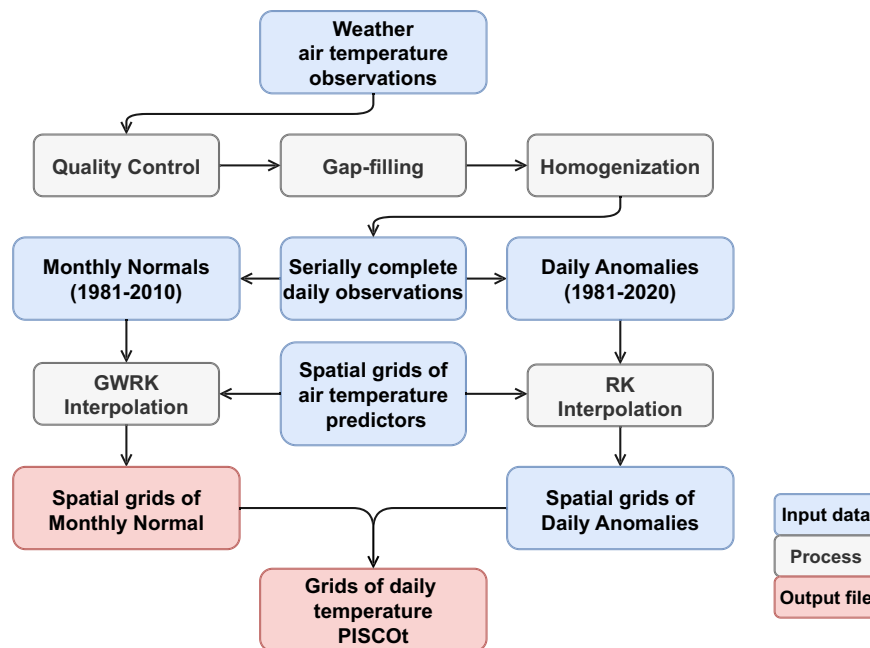 Weather
air temperature
observations
Quality Control
Gap-filling
Homogenization
Monthly Normals
(1981-2010)
Serially complete
daily observations
Daily Anomalies
(1981-2020)
GWRK
Interpolation
Spatial grids of
air temperature
predictors
RK
Interpolation
Spatial grids of
Monthly Normal
Spatial grids of
Daily Anomalies
Grids of daily
temperature
PISCOt
Input data
Process
Output file